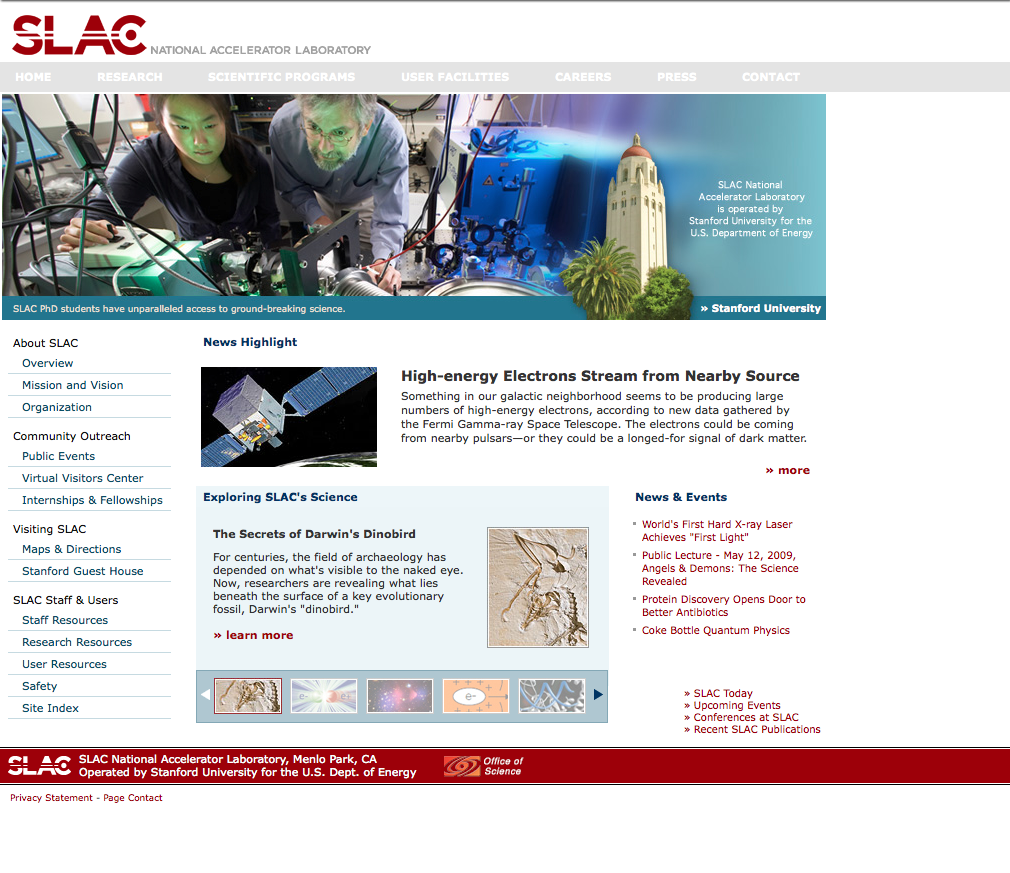 SLAC NATIONAL ACCELERATOR LABORATORY
HOME RESEARCH SCIENTIFIC PROGRAMS USER FACILITIES CAREERS PRESS CONTACT
SLAC National
Accelerator Laboratory
is operated by
Stanford University for the
U.S. Department of Energy
SLAC PhD students have unparalleled access to ground-breaking science.
» Stanford University
About SLAC
Overview
Mission and Vision
Organization
Community Outreach
Public Events
Virtual Visitors Center
Internships & Fellowships
Visiting SLAC
Maps & Directions
Stanford Guest House
SLAC Staff & Users
Staff Resources
Research Resources
User Resources
Safety
Site Index
News Highlight
High-energy Electrons Stream from Nearby Source
Something in our galactic neighborhood seems to be producing large
numbers of high-energy electrons, according to new data gathered by
the Fermi Gamma-ray Space Telescope. The electrons could be coming
from nearby pulsars—or they could be a longed-for signal of dark matter.
» more
Exploring SLAC's Science
The Secrets of Darwin's Dinobird
For centuries, the field of archaeology has
depended on what's visible to the naked eye.
Now, researchers are revealing what lies
beneath the surface of a key evolutionary
fossil, Darwin's "dinobird."
» learn more
e- e-
e-
News & Events
World's First Hard X-ray Laser
Achieves "First Light"
Public Lecture - May 12, 2009,
Angels & Demons: The Science
Revealed
Protein Discovery Opens Door to
Better Antibiotics
Coke Bottle Quantum Physics
» SLAC Today
» Upcoming Events
» Conferences at SLAC
» Recent SLAC Publications
SLAC
SLAC National Accelerator Laboratory, Menlo Park, CA
Operated by Stanford University for the U.S. Dept. of Energy
Office of
Science
Privacy Statement - Page Contact